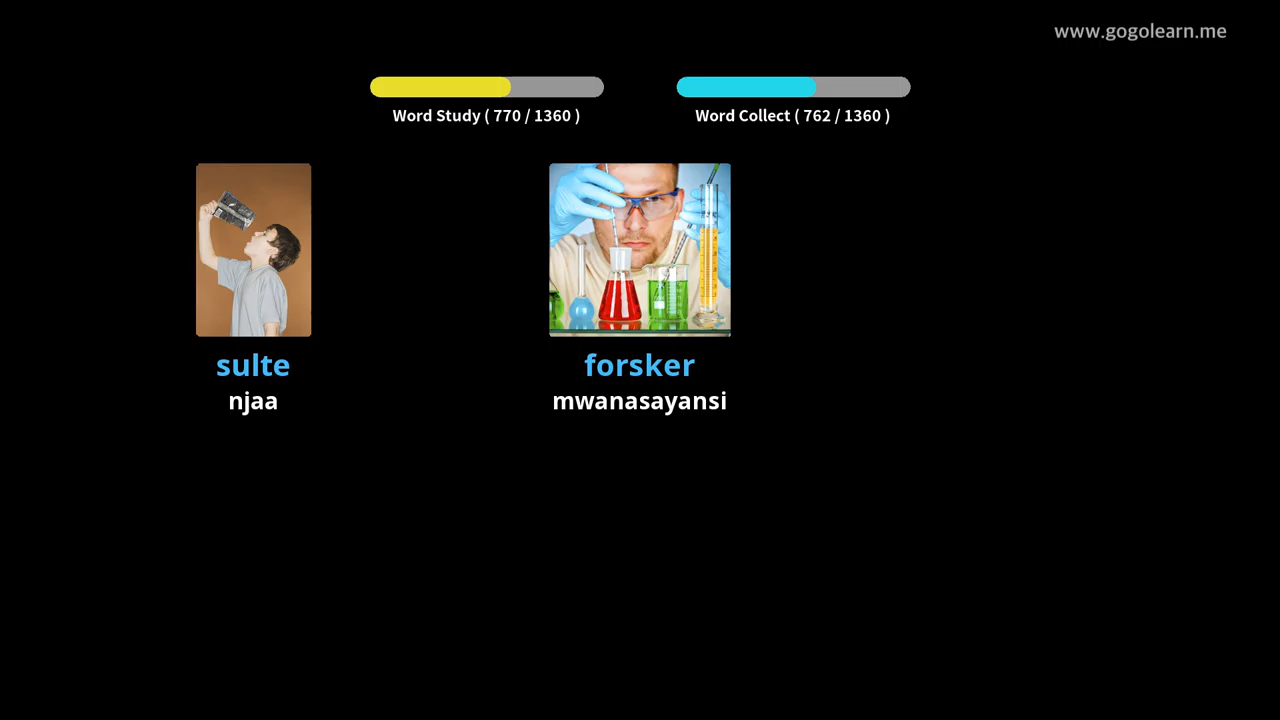 www.gogolearn.me
Word Study ( 770 / 1360 )
Word Collect ( 762 / 1360 )
sulte
njaa
forsker
mwanasayansi